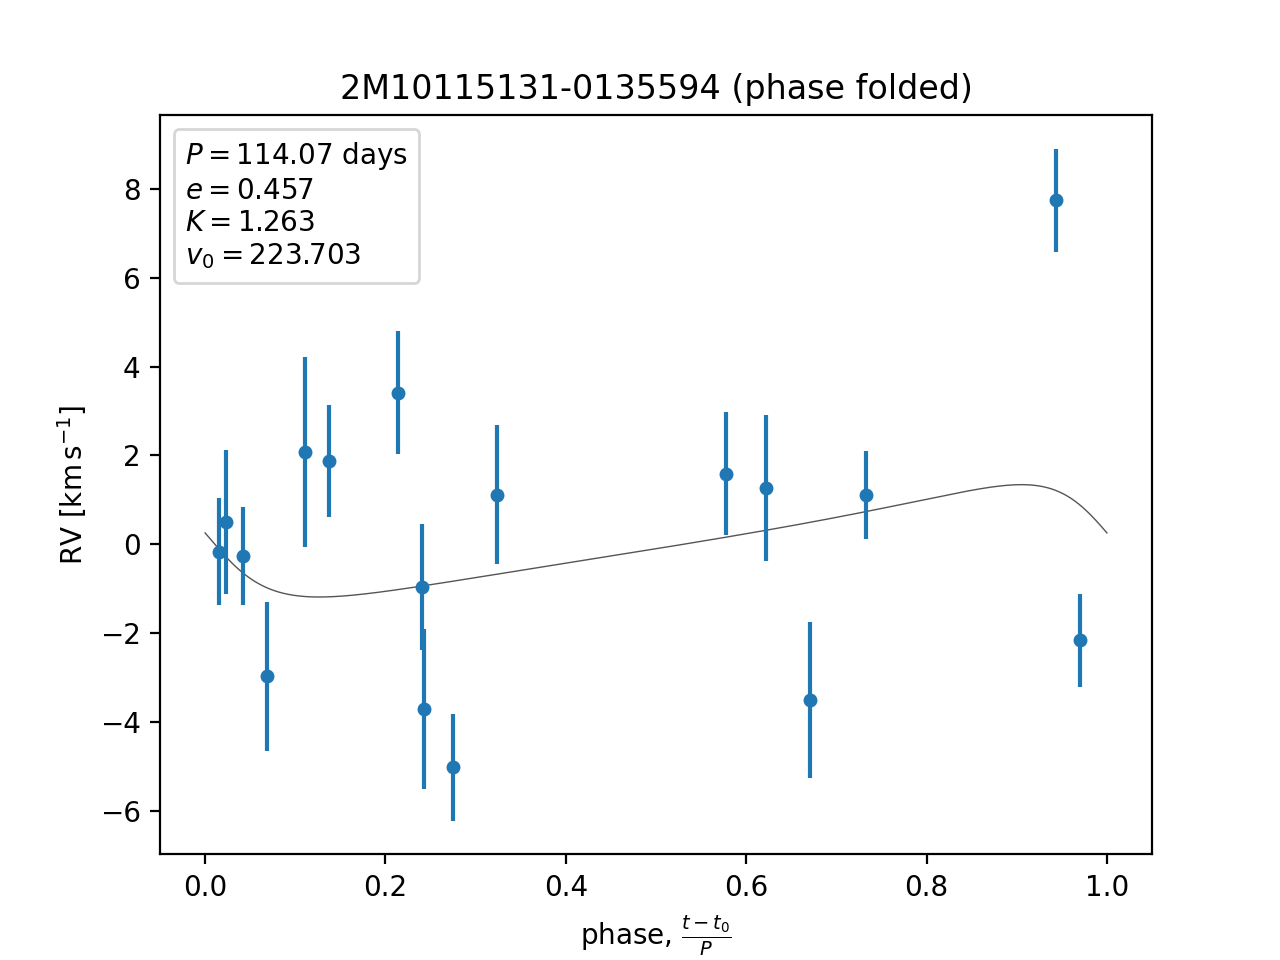 2M10115131-0135594 (phase folded)
P = 114.07 days
e = 0.457
K = 1.263
v₀ = 223.703
RV [km s⁻¹]
8
6
4
2
0
−2
−4
−6
0.0 0.2 0.4 0.6 0.8 1.0
phase, (t − t₀)/P